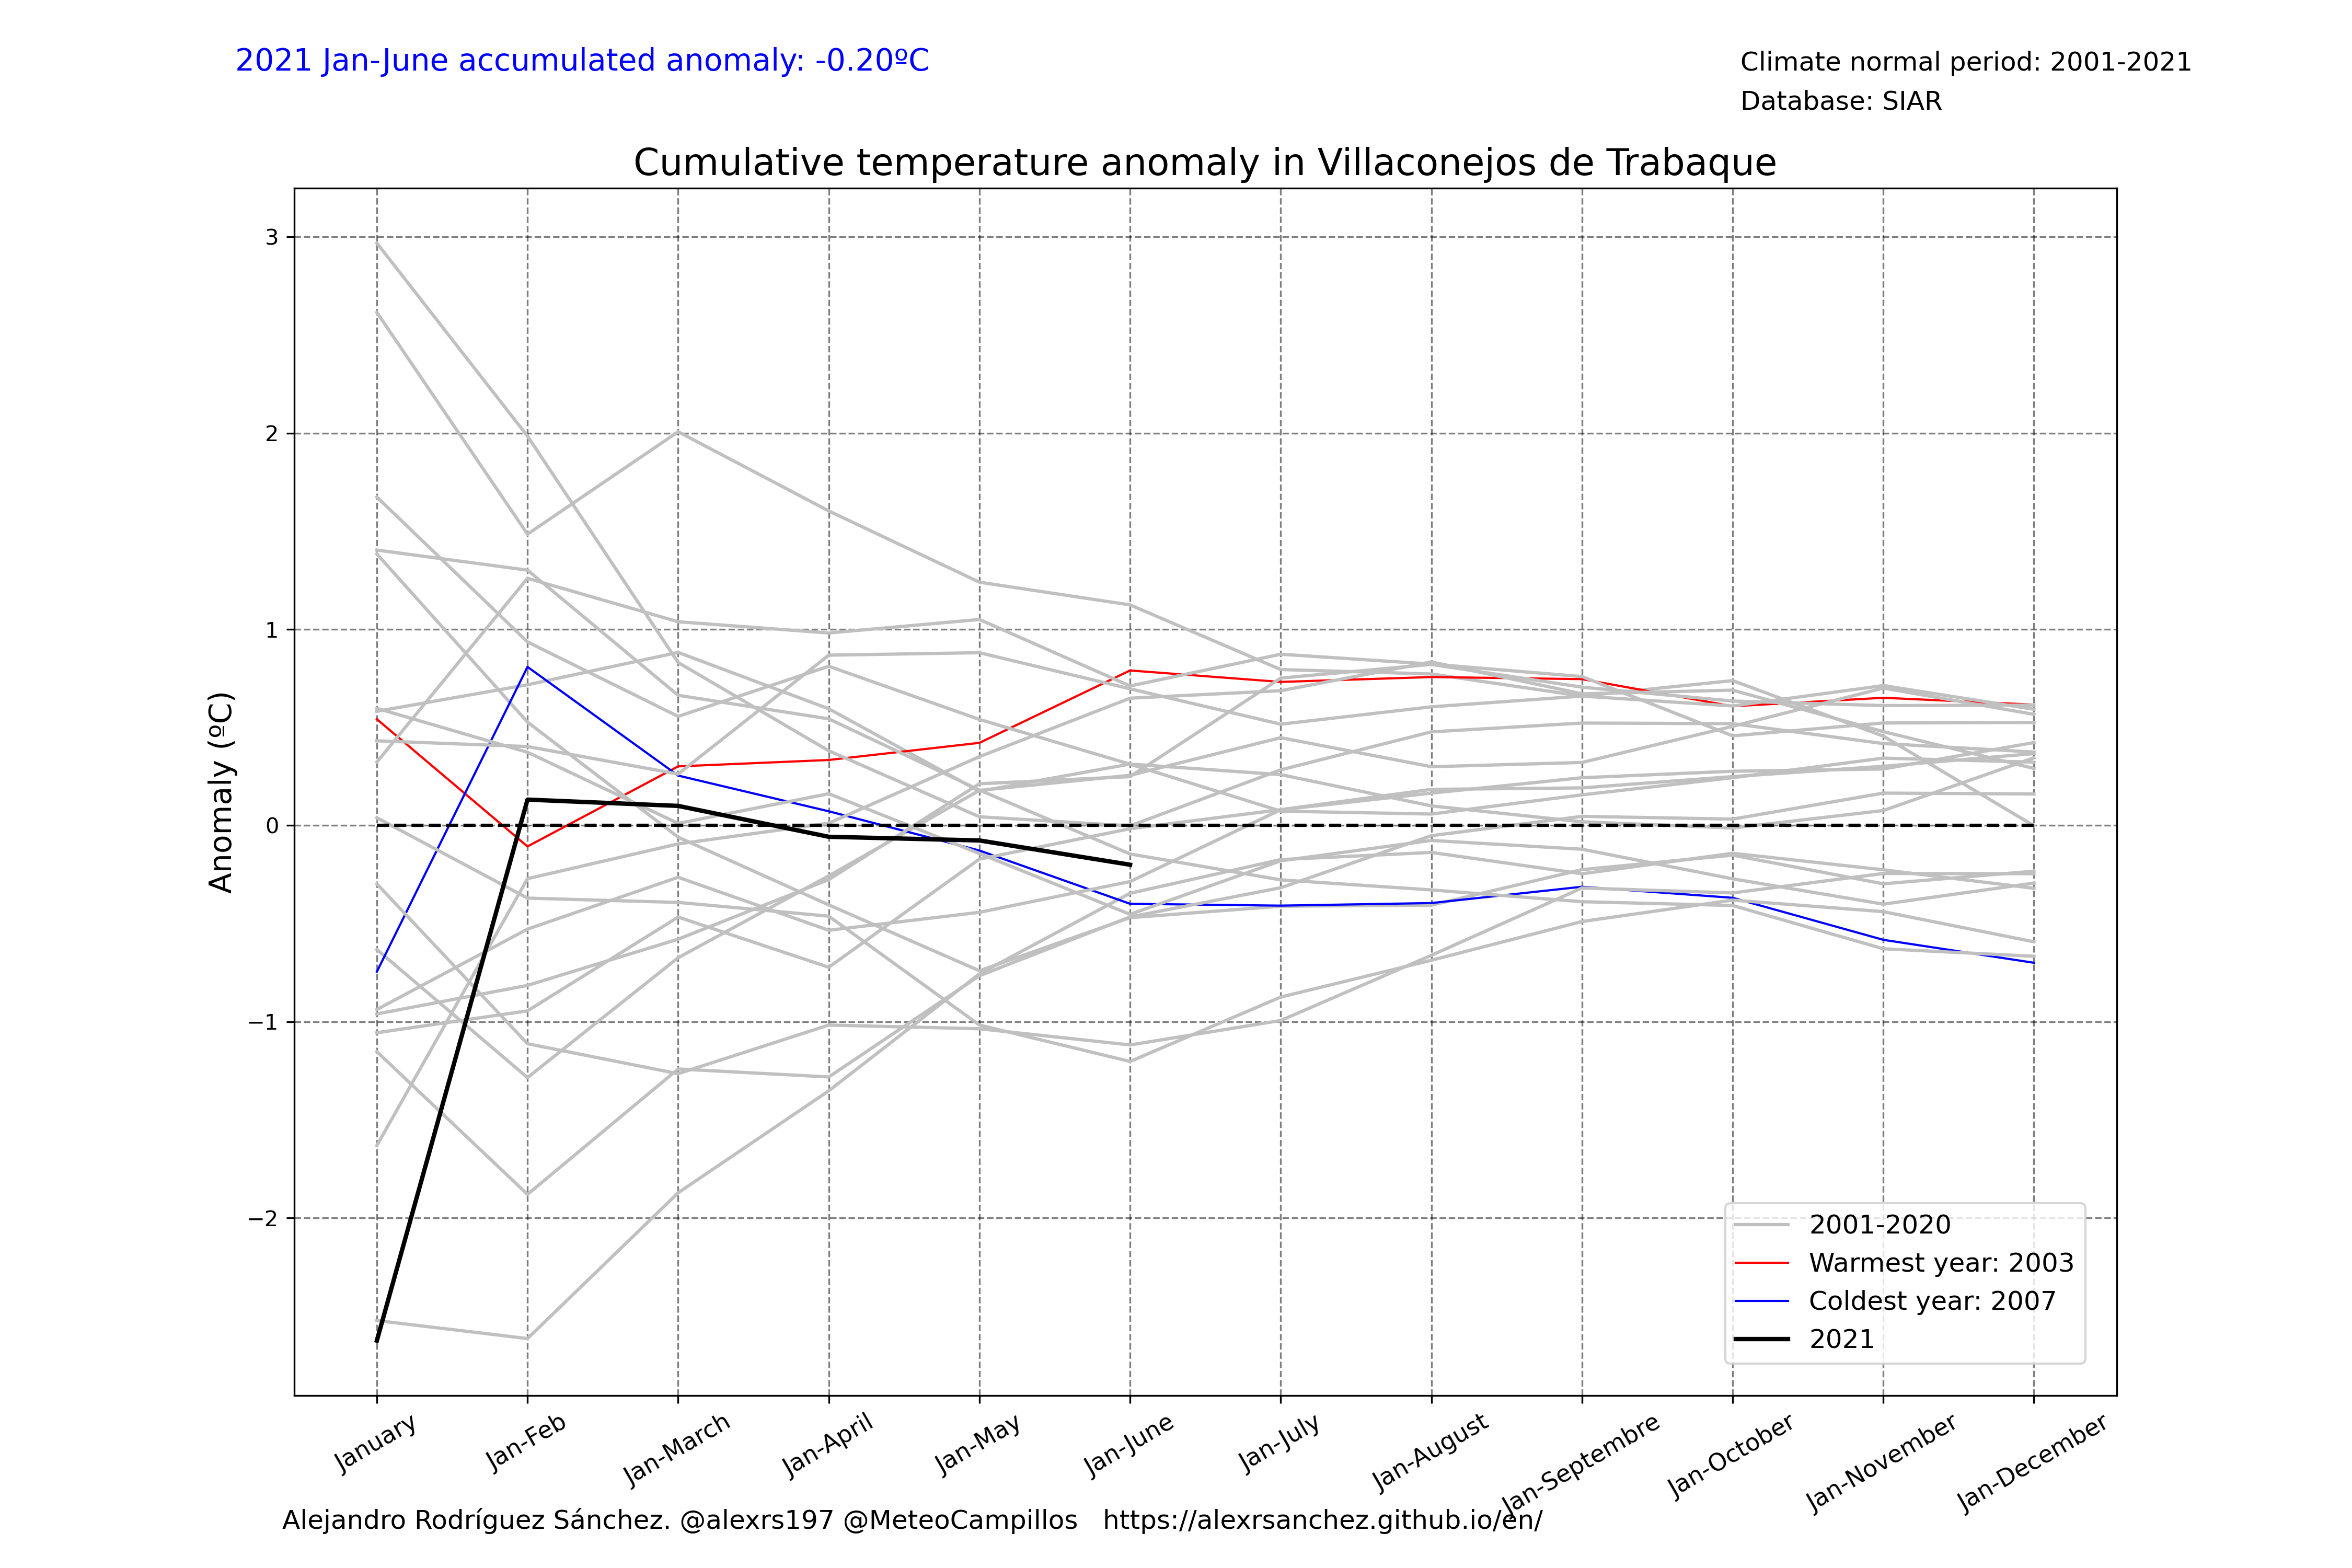 2021 Jan-June accumulated anomaly: -0.20ºC
Climate normal period: 2001-2021
Database: SIAR
Cumulative temperature anomaly in Villaconejos de Trabaque
Anomaly (ºC)
3
2
1
0
−1
−2
2001-2020
Warmest year: 2003
Coldest year: 2007
2021
January
Jan-Feb
Jan-March
Jan-April
Jan-May
Jan-June
Jan-July
Jan-August
Jan-Septembre
Jan-October
Jan-November
Jan-December
Alejandro Rodríguez Sánchez. @alexrs197 @MeteoCampillos https://alexrsanchez.github.io/en/